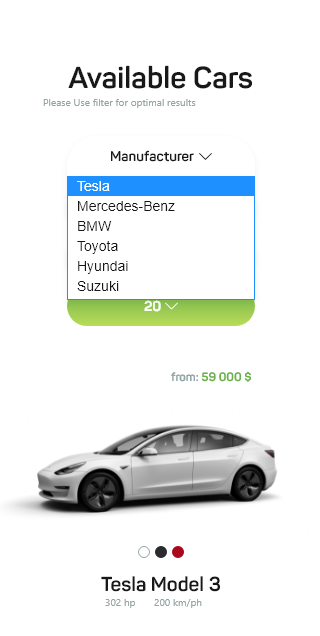 Available Cars
Please Use filter for optimal results
Manufacturer
Tesla
Mercedes-Benz
BMW
Toyota
Hyundai
Suzuki
20
from: 59 000 $
Tesla Model 3
302 hp 200 km/ph